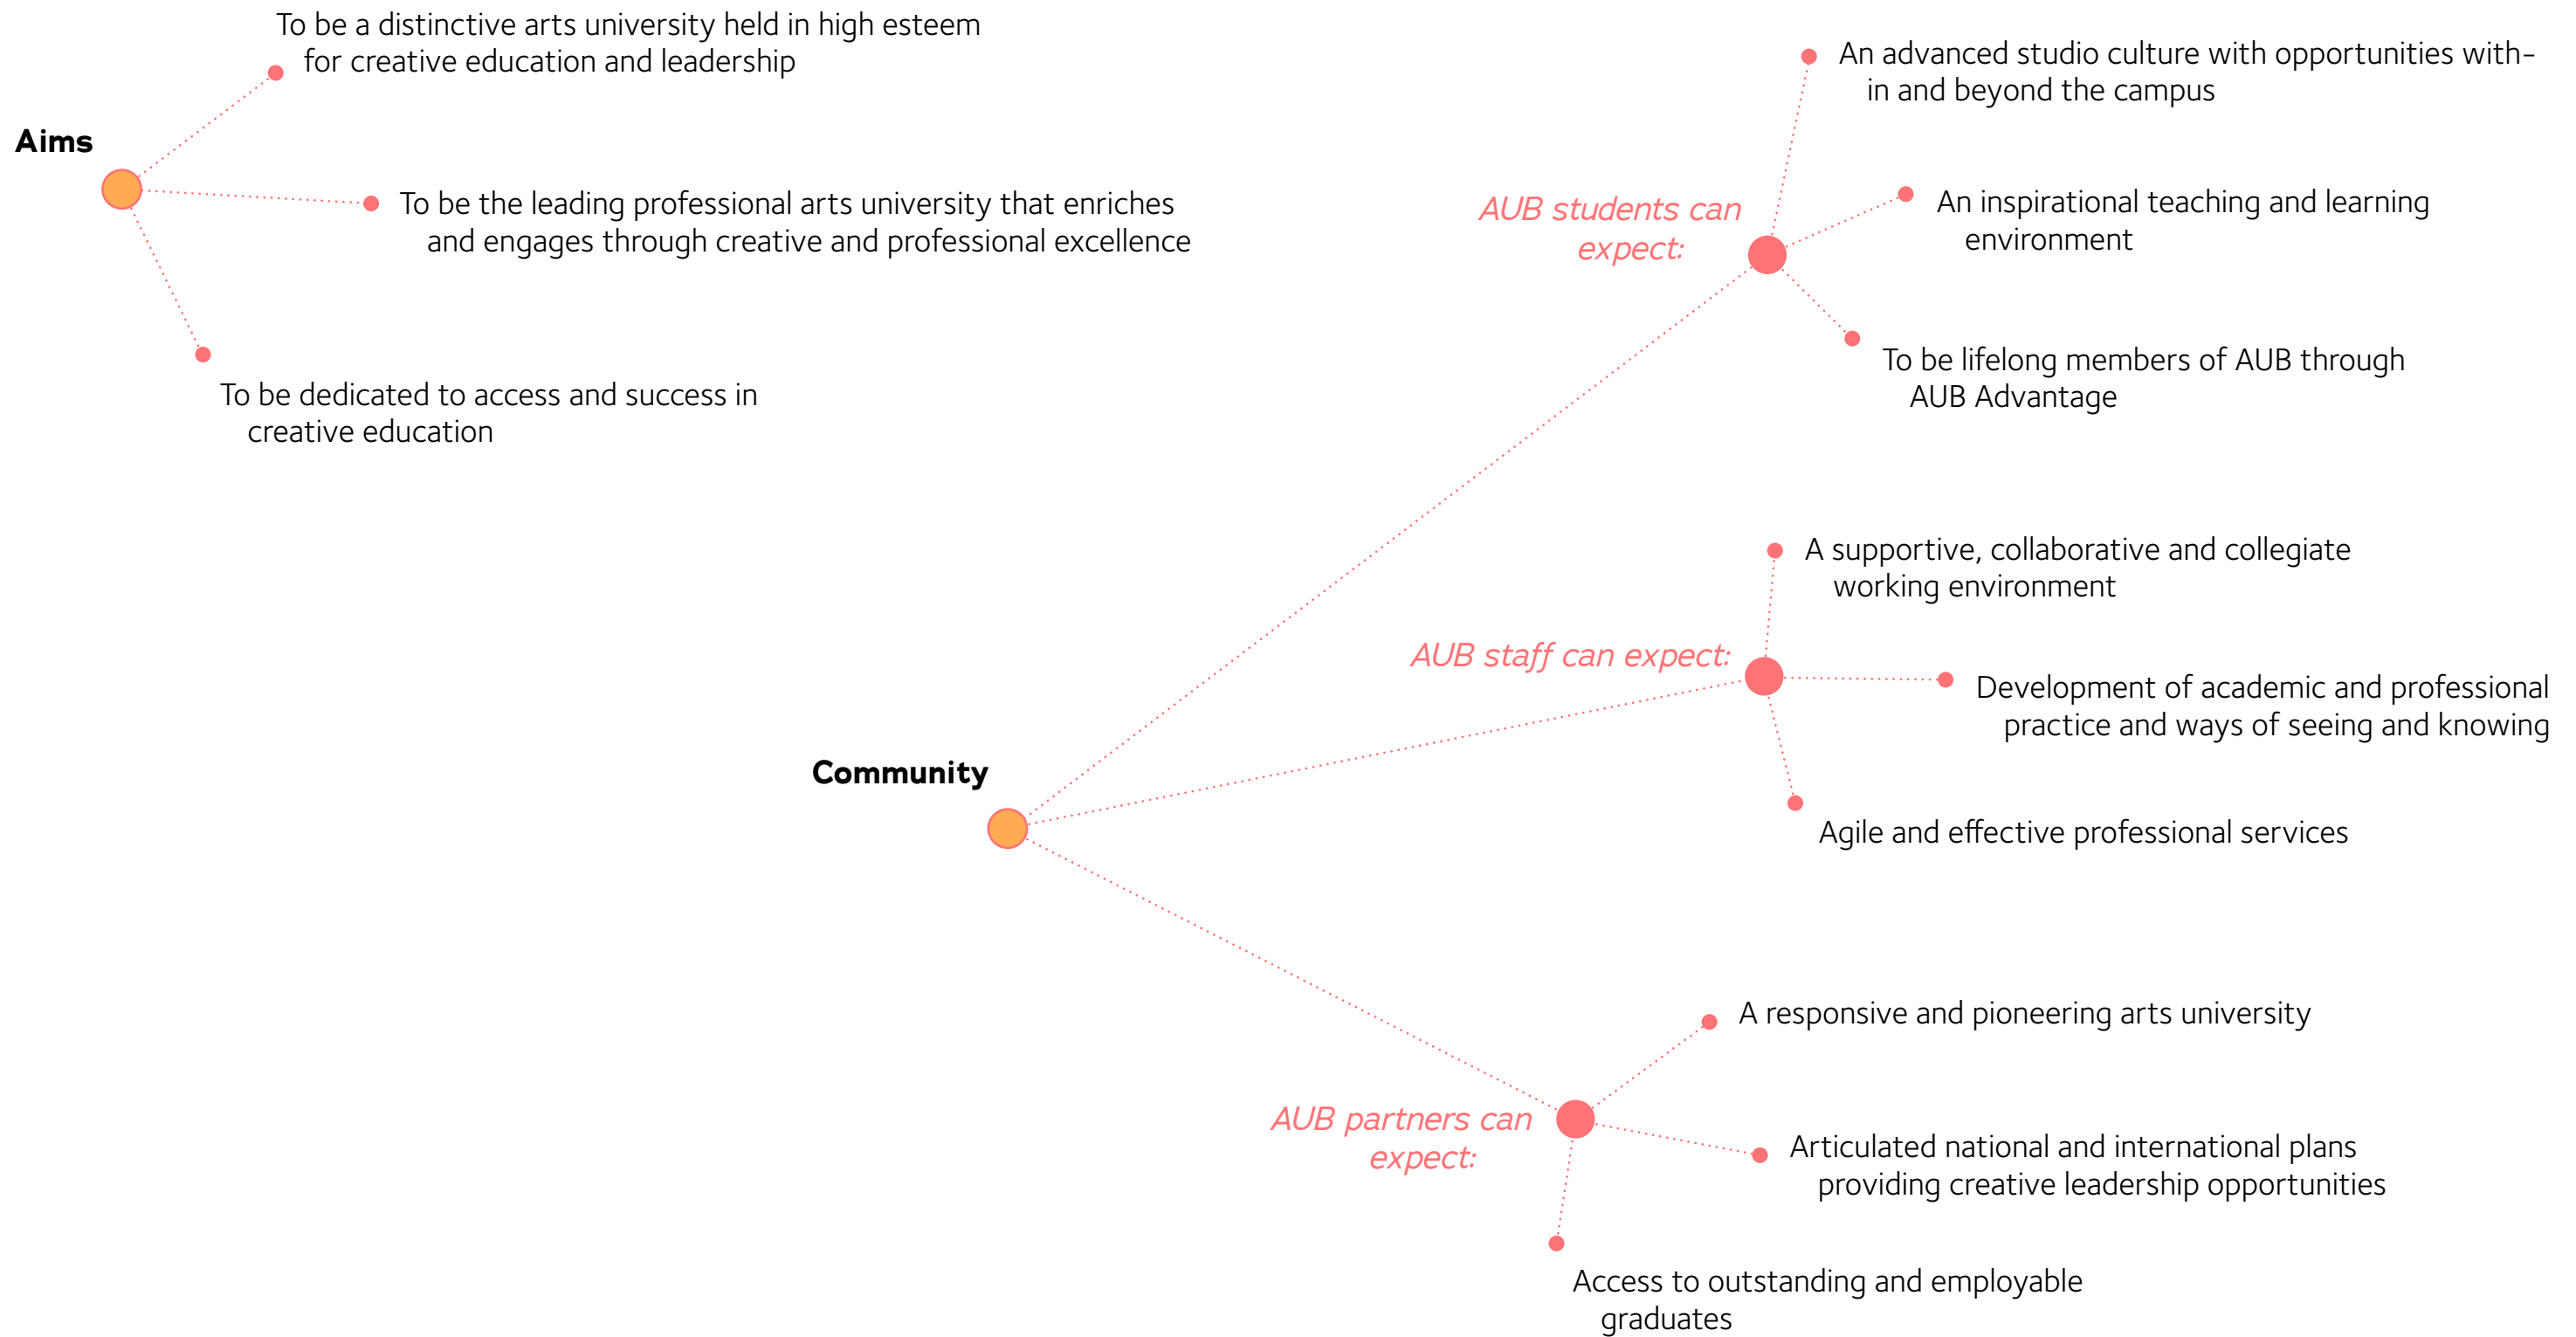 Aims
To be a distinctive arts university held in high esteem
for creative education and leadership
To be the leading professional arts university that enriches
and engages through creative and professional excellence
To be dedicated to access and success in
creative education
Community
AUB students can
expect:
An advanced studio culture with opportunities with-
in and beyond the campus
An inspirational teaching and learning
environment
To be lifelong members of AUB through
AUB Advantage
AUB staff can expect:
A supportive, collaborative and collegiate
working environment
Development of academic and professional
practice and ways of seeing and knowing
Agile and effective professional services
AUB partners can
expect:
A responsive and pioneering arts university
Articulated national and international plans
providing creative leadership opportunities
Access to outstanding and employable
graduates